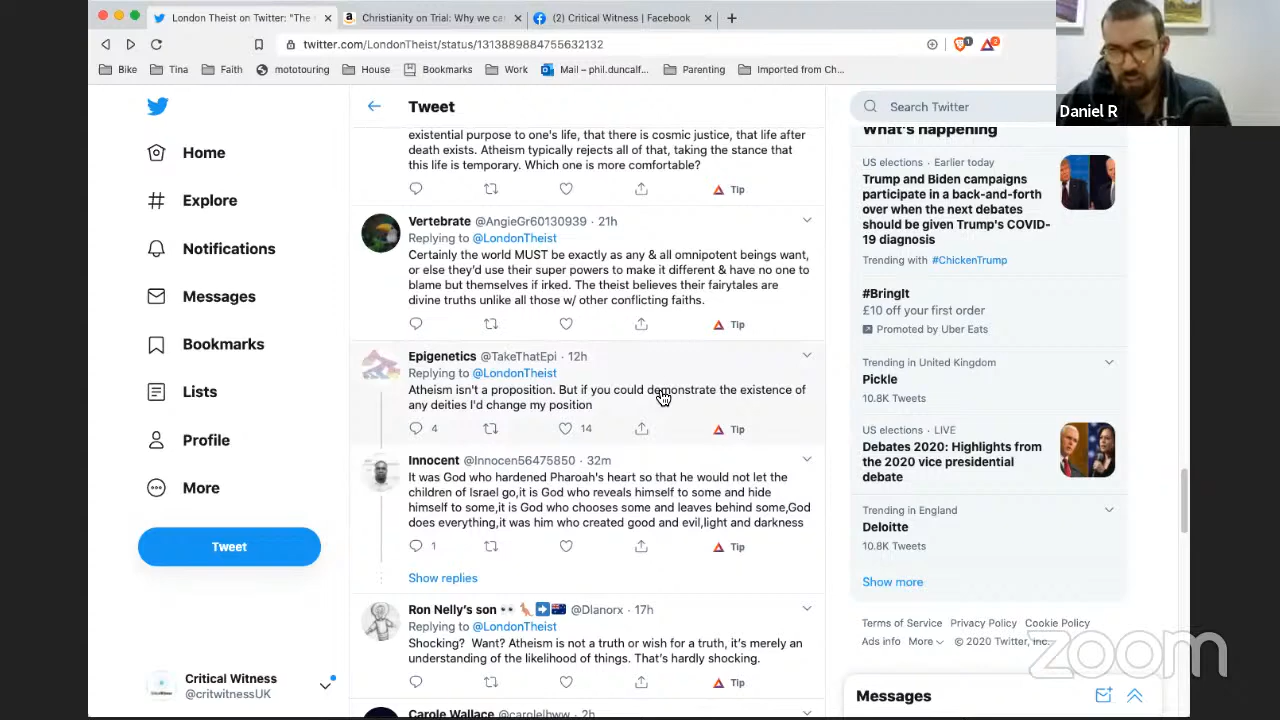 London Theist on Twitter: "The
Christianity on Trial: Why we ca
(2) Critical Witness | Facebook
twitter.com/LondonTheist/status/1313889884755632132
Bike
Tina
Faith
mototouring
House
Bookmarks
Work
Mail – phil.duncalf...
Parenting
Imported from Ch...
Daniel R
Home
Explore
Notifications
Messages
Bookmarks
Lists
Profile
More
Tweet
Critical Witness
@critwitnessUK
Tweet
existential purpose to one's life, that there is cosmic justice, that life after
death exists. Atheism typically rejects all of that, taking the stance that
this life is temporary. Which one is more comfortable?
Tip
Vertebrate @AngieGr60130939 · 21h
Replying to @LondonTheist
Certainly the world MUST be exactly as any & all omnipotent beings want,
or else they'd use their super powers to make it different & have no one to
blame but themselves if irked. The theist believes their fairytales are
divine truths unlike all those w/ other conflicting faiths.
Tip
Epigenetics @TakeThatEpi · 12h
Replying to @LondonTheist
Atheism isn't a proposition. But if you could demonstrate the existence of
any deities I'd change my position
4 14 Tip
Innocent @Innocen56475850 · 32m
It was God who hardened Pharoah's heart so that he would not let the
children of Israel go,it is God who reveals himself to some and hide
himself to some,it is God who chooses some and leaves behind some,God
does everything,it was him who created good and evil,light and darkness
1 Tip
Show replies
Ron Nelly's son 👀 🦘➡️🇦🇺 @Dlanorx · 17h
Replying to @LondonTheist
Shocking? Want? Atheism is not a truth or wish for a truth, it's merely an
understanding of the likelihood of things. That's hardly shocking.
Tip
Carole Wallace @carolelbww · 2h
Search Twitter
What's happening
US elections · Earlier today
Trump and Biden campaigns
participate in a back-and-forth
over when the next debates
should be given Trump's COVID-
19 diagnosis
Trending with #ChickenTrump
#BringIt
£10 off your first order
Promoted by Uber Eats
Trending in United Kingdom
Pickle
10.8K Tweets
US elections · LIVE
Debates 2020: Highlights from
the 2020 vice presidential
debate
Trending in England
Deloitte
10.8K Tweets
Show more
Terms of Service Privacy Policy Cookie Policy
Ads info More © 2020 Twitter, Inc.
zoom
Messages